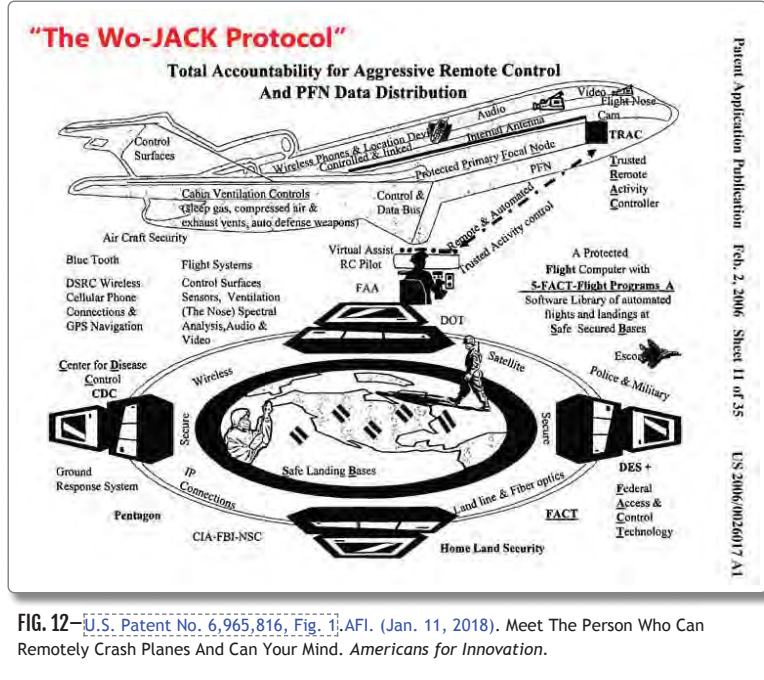 "The Wo-JACK Protocol"
Total Accountability for Aggressive Remote Control
And PFN Data Distribution
Video
Flight Nose
Cam
Audio
Internal Antenna
Wireless Phones & Location Devi
Controlled & linked
Control
Surfaces
TRAC
Protected Primary Focal Node
PFN
Trusted
Remote
Activity
Controller
Cabin Ventilation Controls
(sleep gas, compressed air &
exhaust vents, auto defense weapons)
Control &
Data Bus
Remote & Automated
Trusted Activity control
Air Craft Security
Virtual Assist
RC Pilot
FAA
Blue Tooth
DSRC Wireless
Cellular Phone
Connections &
GPS Navigation
Flight Systems
Control Surfaces
Sensors, Ventilation
(The Nose) Spectral
Analysis,Audio &
Video
A Protected
Flight Computer with
5-FACT-Flight Programs_A
Software Library of automated
flights and landings at
Safe Secured Bases
DOT
Escort
Police & Military
Center for Disease
Control
CDC
Wireless
Satellite
Secure
Secure
Safe Landing Bases
Ground
Response System
IP
Connections
Land line & Fiber optics
DES +
Federal
Access &
Control
Technology
FACT
Pentagon
CIA-FBI-NSC
Home Land Security
Patent Application Publication Feb. 2, 2006 Sheet 11 of 35 US 2006/0026017 A1
FIG. 12—U.S. Patent No. 6,965,816, Fig. 1. AFI. (Jan. 11, 2018). Meet The Person Who Can
Remotely Crash Planes And Can Your Mind. Americans for Innovation.